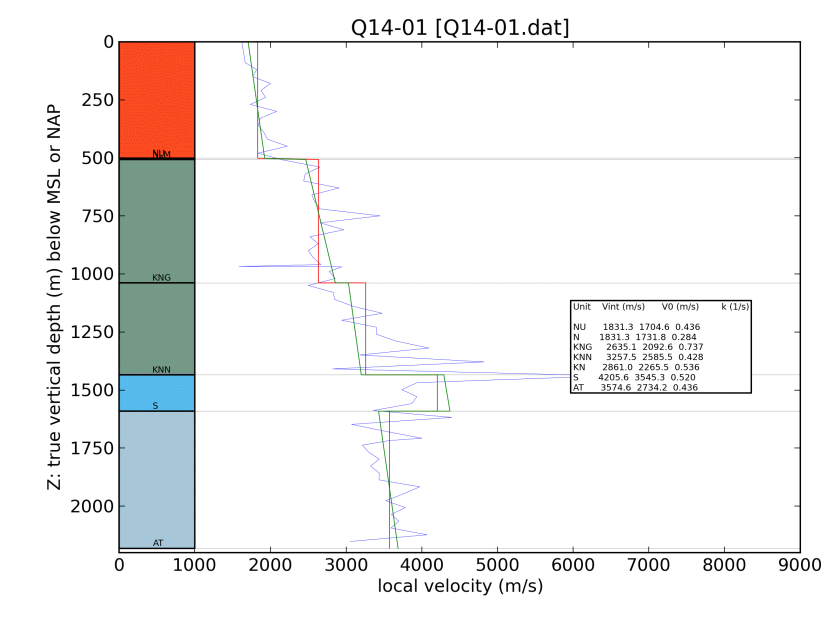 Q14-01 [Q14-01.dat]
0
250
500
750
1000
1250
1500
1750
2000
Z: true vertical depth (m) below MSL or NAP
NU
KNG
KNN
S
AT
Unit Vint (m/s) V0 (m/s) k (1/s)
NU 1831.3 1704.6 0.436
N 1831.3 1731.8 0.284
KNG 2635.1 2092.6 0.737
KNN 3257.5 2585.5 0.428
KN 2861.0 2265.5 0.536
S 4205.6 3545.3 0.520
AT 3574.6 2734.2 0.436
0 1000 2000 3000 4000 5000 6000 7000 8000 9000
local velocity (m/s)